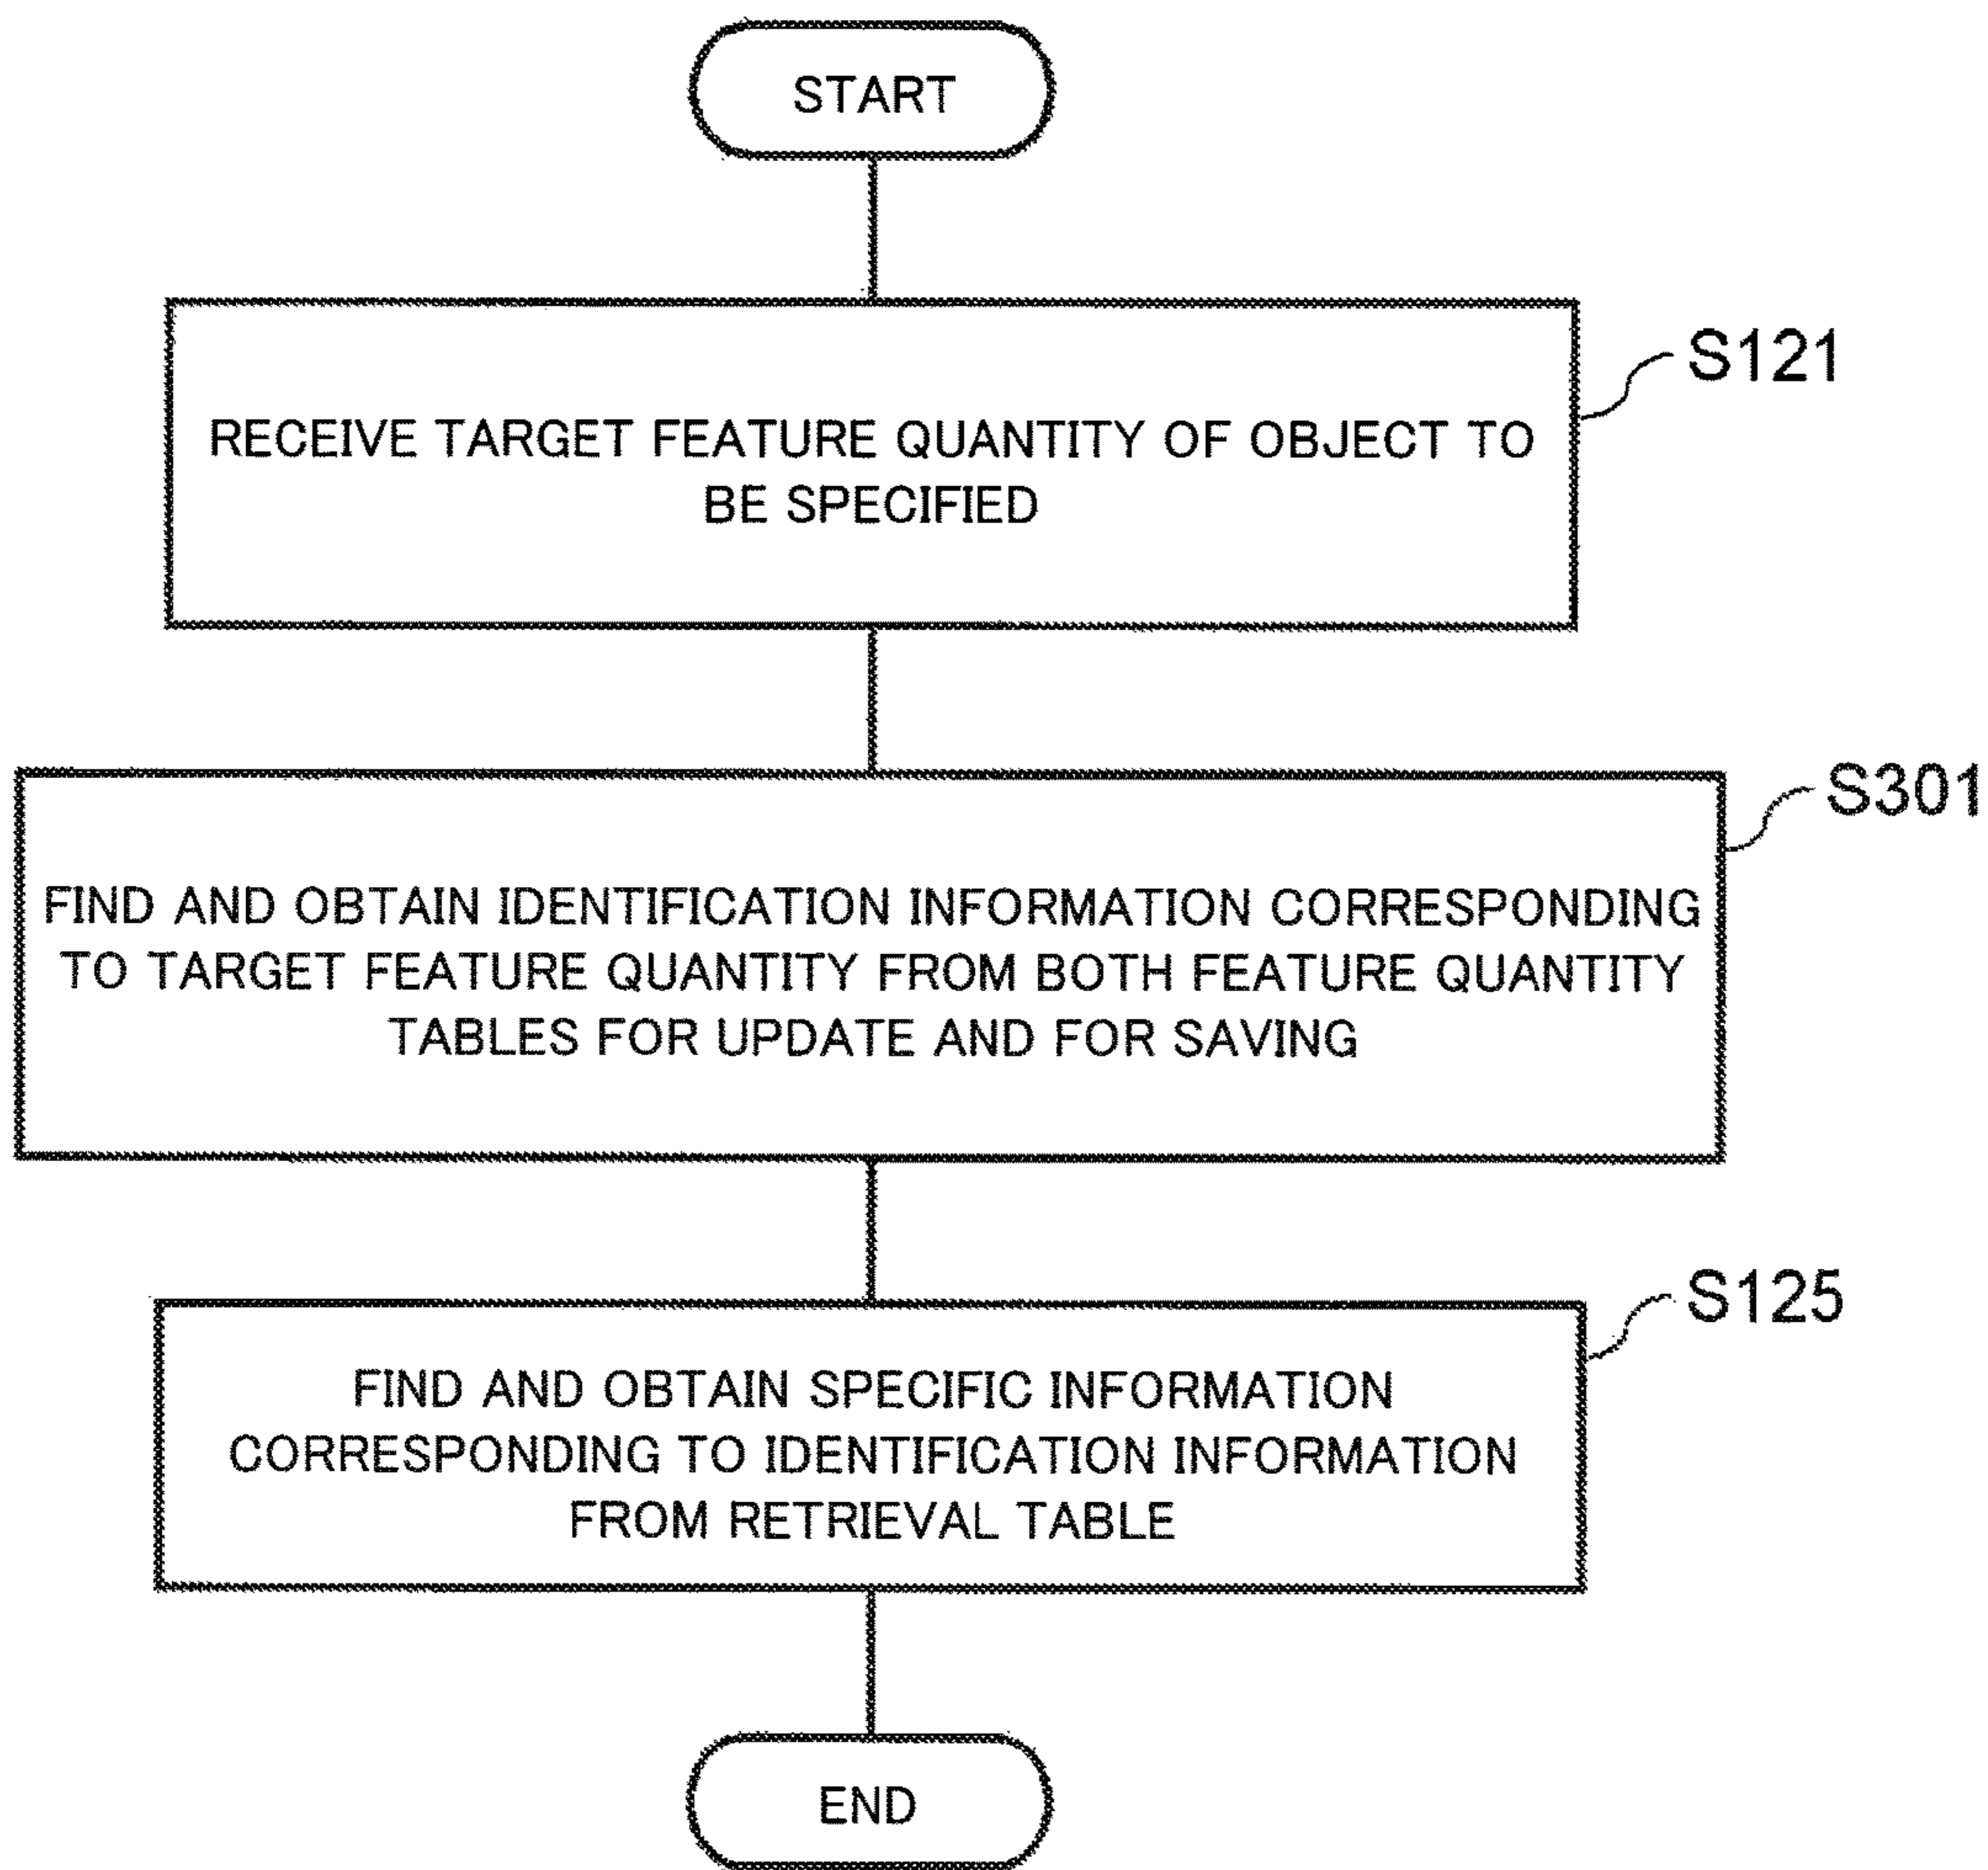 START
S121
RECEIVE TARGET FEATURE QUANTITY OF OBJECT TO
BE SPECIFIED
S301
FIND AND OBTAIN IDENTIFICATION INFORMATION CORRESPONDING
TO TARGET FEATURE QUANTITY FROM BOTH FEATURE QUANTITY
TABLES FOR UPDATE AND FOR SAVING
S125
FIND AND OBTAIN SPECIFIC INFORMATION
CORRESPONDING TO IDENTIFICATION INFORMATION
FROM RETRIEVAL TABLE
END